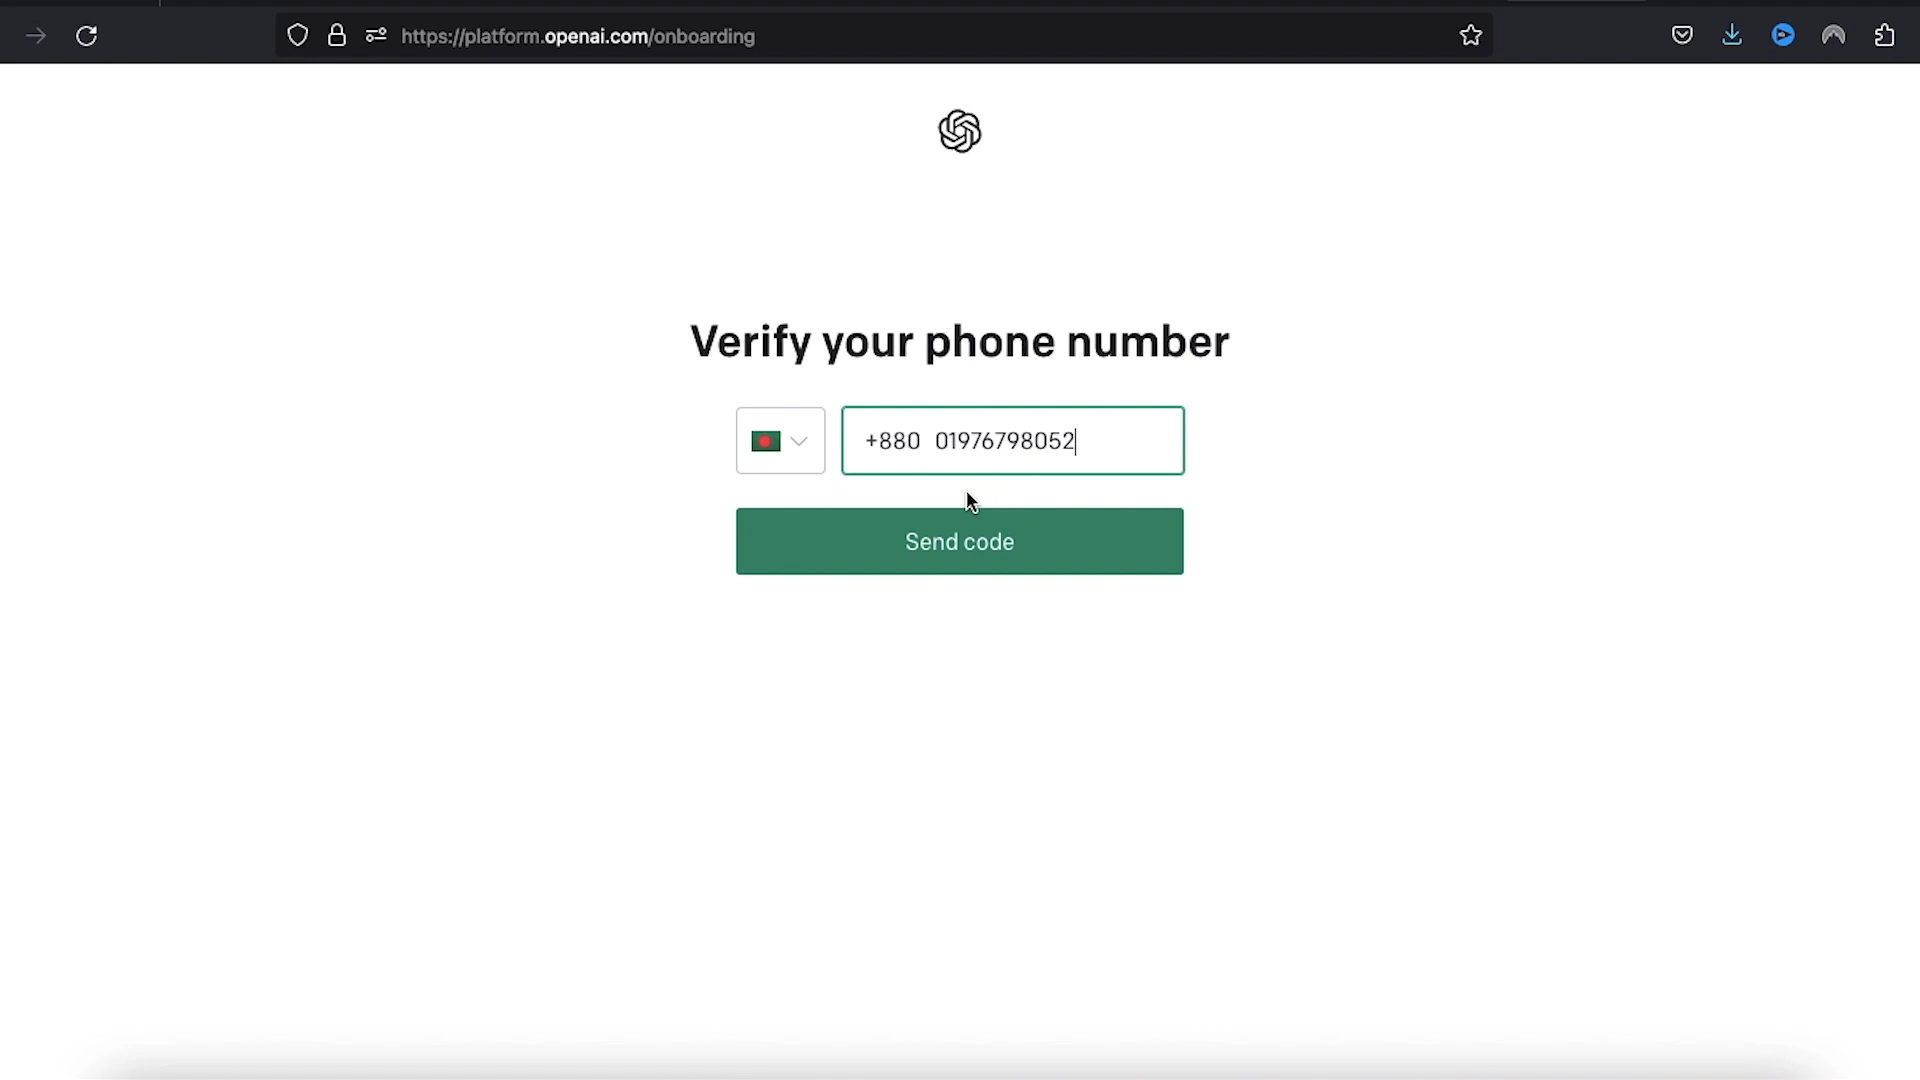 https://platform.openai.com/onboarding
Verify your phone number
+880 01976798052
Send code